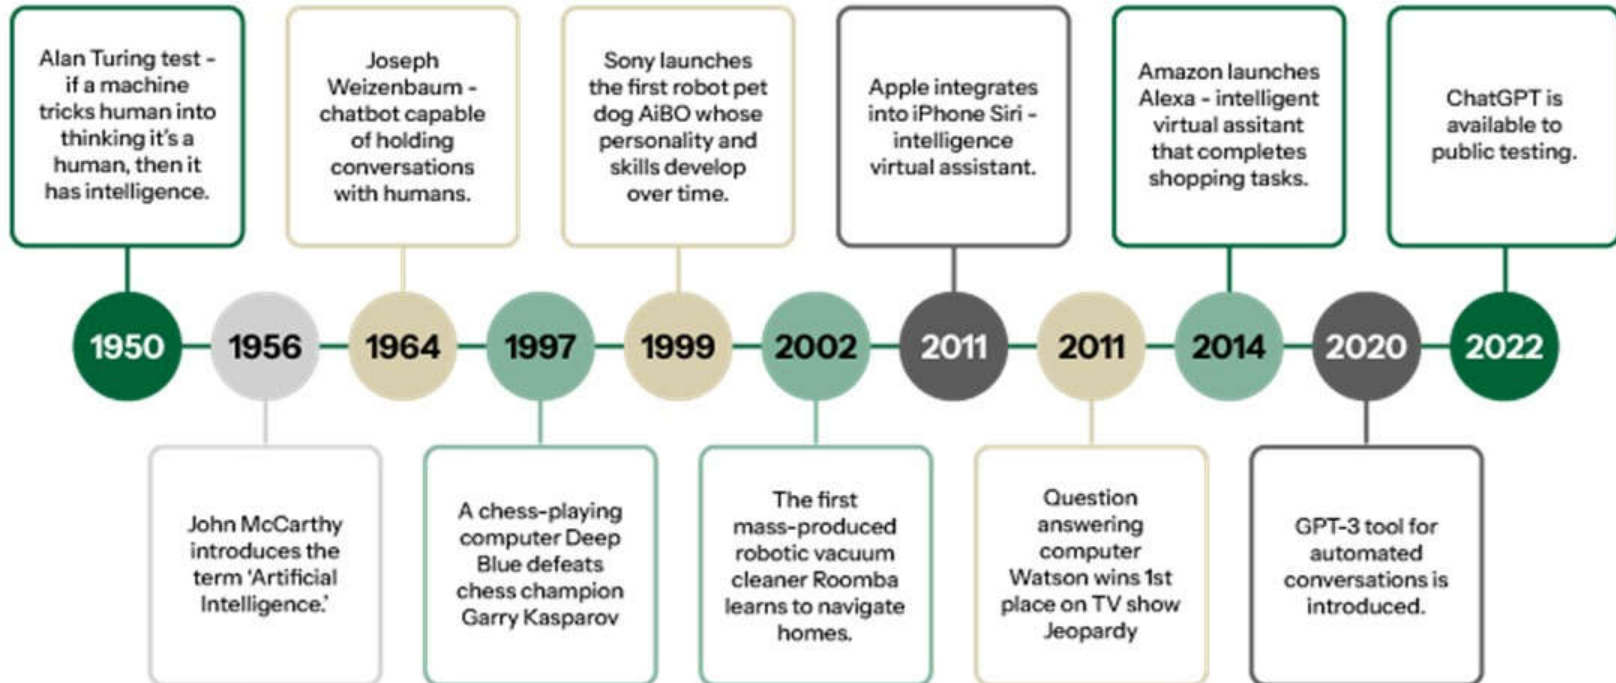 Alan Turing test -
if a machine
tricks human into
thinking it's a
human, then it
has intelligence.
Joseph
Weizenbaum -
chatbot capable
of holding
conversations
with humans.
Sony launches
the first robot pet
dog AiBO whose
personality and
skills develop
over time.
Apple integrates
into iPhone Siri -
intelligence
virtual assistant.
Amazon launches
Alexa - intelligent
virtual assitant
that completes
shopping tasks.
ChatGPT is
available to
public testing.
1950 1956 1964 1997 1999 2002 2011 2011 2014 2020 2022
John McCarthy
introduces the
term ‘Artificial
Intelligence.’
A chess-playing
computer Deep
Blue defeats
chess champion
Garry Kasparov
The first
mass-produced
robotic vacuum
cleaner Roomba
learns to navigate
homes.
Question
answering
computer
Watson wins 1st
place on TV show
Jeopardy
GPT-3 tool for
automated
conversations is
introduced.